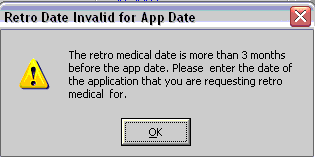 Retro Date Invalid for App Date
The retro medical date is more than 3 months
before the app date. Please enter the date of
the application that you are requesting retro
medical for.
OK